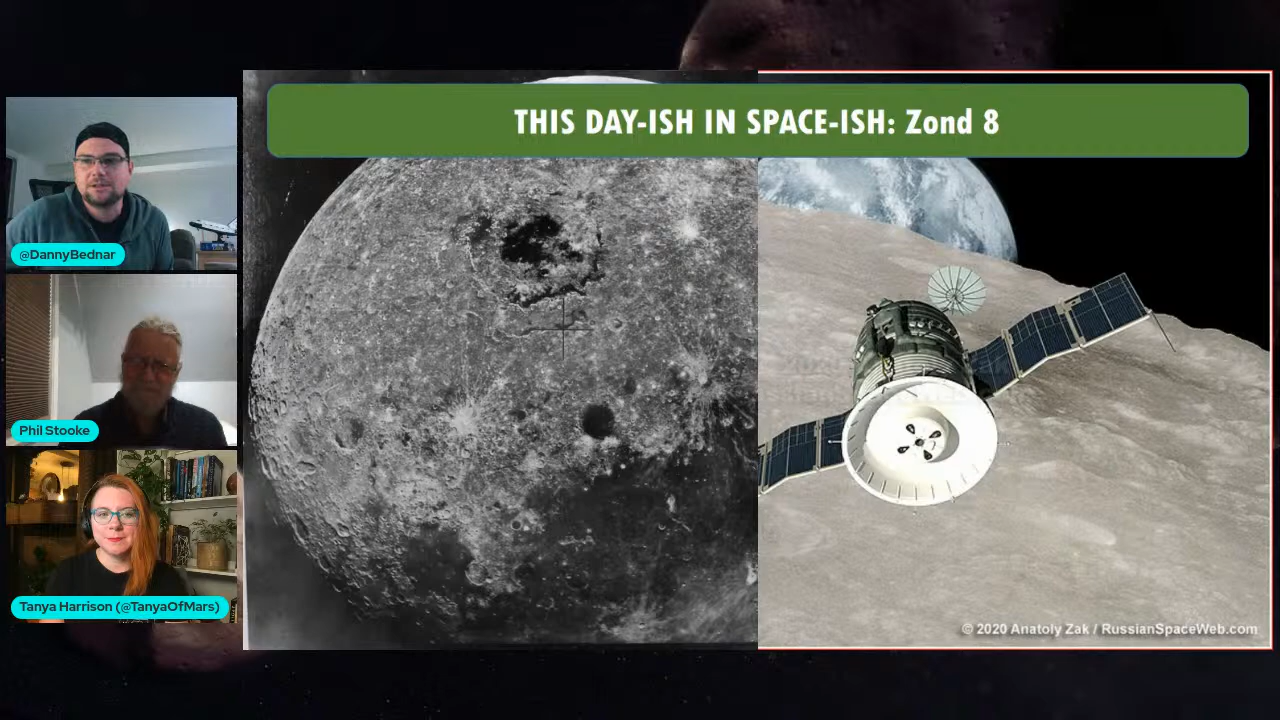 THIS DAY-ISH IN SPACE-ISH: Zond 8
@DannyBednar
Phil Stooke
Tanya Harrison (@TanyaOfMars)
© 2020 Anatoly Zak / RussianSpaceWeb.com